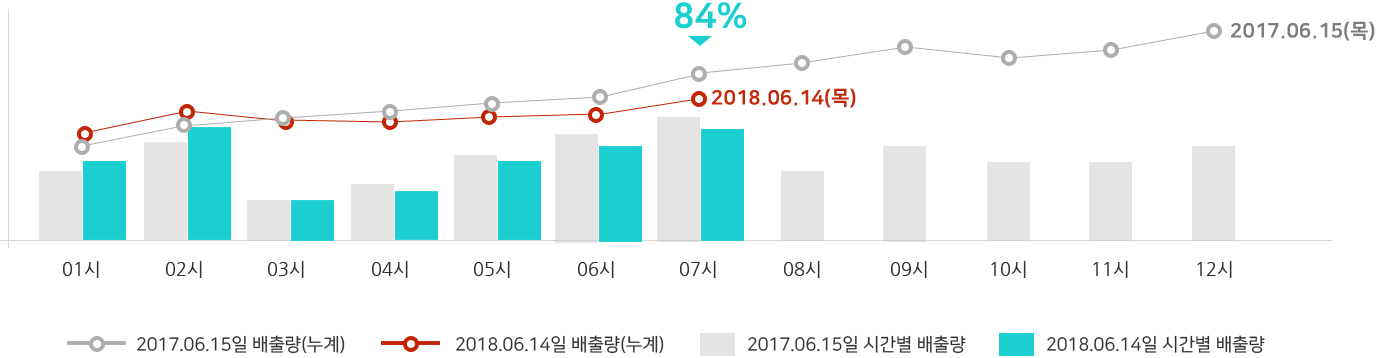 84%
2017.06.15(목)
2018.06.14(목)
01시 02시 03시 04시 05시 06시 07시 08시 09시 10시 11시 12시
2017.06.15일 배출량(누계) 2018.06.14일 배출량(누계) 2017.06.15일 시간별 배출량 2018.06.14일 시간별 배출량